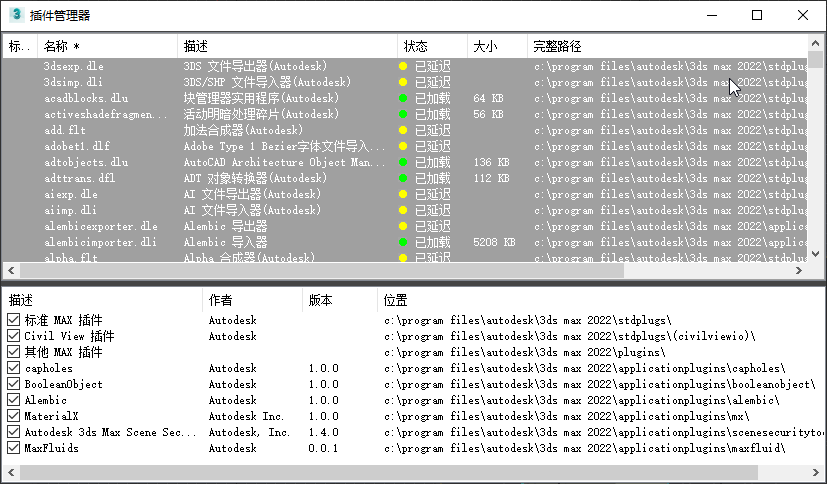 插件管理器
标.. 名称 * 描述 状态 大小 完整路径
3dsexp.dle 3DS 文件导出器(Autodesk) 已延迟 c:\program files\autodesk\3ds max 2022\stdplug
3dsimp.dli 3DS/SHP 文件导入器(Autodesk) 已延迟 c:\program files\autodesk\3ds max 2022\stdplug
acadblocks.dlu 块管理器实用程序(Autodesk) 已加载 64 KB c:\program files\autodesk\3ds max 2022\stdplug
activeshadefragmen... 活动明暗处理碎片(Autodesk) 已加载 56 KB c:\program files\autodesk\3ds max 2022\stdplug
add.flt 加法合成器(Autodesk) 已延迟 c:\program files\autodesk\3ds max 2022\stdplug
adobet1.dlf Adobe Type 1 Bezier字体文件导入... 已延迟 c:\program files\autodesk\3ds max 2022\stdplug
adtobjects.dlu AutoCAD Architecture Object Man... 已加载 136 KB c:\program files\autodesk\3ds max 2022\stdplug
adttrans.dfl ADT 对象转换器(Autodesk) 已加载 112 KB c:\program files\autodesk\3ds max 2022\stdplug
aiexp.dle AI 文件导出器(Autodesk) 已延迟 c:\program files\autodesk\3ds max 2022\stdplug
aiimp.dli AI 文件导入器(Autodesk) 已延迟 c:\program files\autodesk\3ds max 2022\stdplug
alembicexporter.dle Alembic 导出器 已延迟 c:\program files\autodesk\3ds max 2022\applic
alembicimporter.dli Alembic 导入器 已加载 5208 KB c:\program files\autodesk\3ds max 2022\applic
alpha.flt Alpha 合成器(Autodesk) 已延迟 c:\program files\autodesk\3ds max 2022\stdplug
描述 作者 版本 位置
标准 MAX 插件 Autodesk c:\program files\autodesk\3ds max 2022\stdplugs\
Civil View 插件 Autodesk c:\program files\autodesk\3ds max 2022\stdplugs\(civilviewio)\
其他 MAX 插件 c:\program files\autodesk\3ds max 2022\plugins\
capholes Autodesk 1.0.0 c:\program files\autodesk\3ds max 2022\applicationplugins\capholes\
BooleanObject Autodesk 1.0.0 c:\program files\autodesk\3ds max 2022\applicationplugins\booleanobject\
Alembic Autodesk 1.0.0 c:\program files\autodesk\3ds max 2022\applicationplugins\alembic\
MaterialX Autodesk Inc. 1.0.0 c:\program files\autodesk\3ds max 2022\applicationplugins\mx\
Autodesk 3ds Max Scene Sec... Autodesk, Inc. 1.4.0 c:\program files\autodesk\3ds max 2022\applicationplugins\scenesecuritytoo
MaxFluids Autodesk 0.0.1 c:\program files\autodesk\3ds max 2022\applicationplugins\maxfluid\